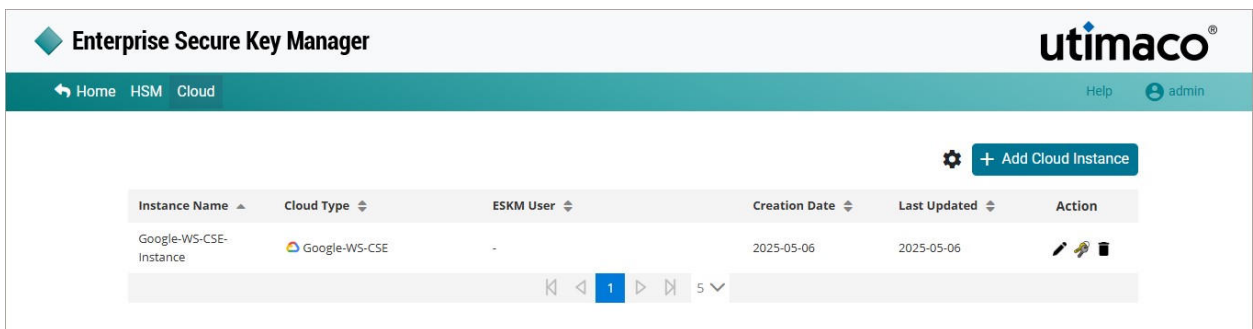 Enterprise Secure Key Manager
utimaco®
Home HSM Cloud Help admin
+ Add Cloud Instance
Instance Name Cloud Type ESKM User Creation Date Last Updated Action
Google-WS-CSE-
Instance
Google-WS-CSE - 2025-05-06 2025-05-06
1 5